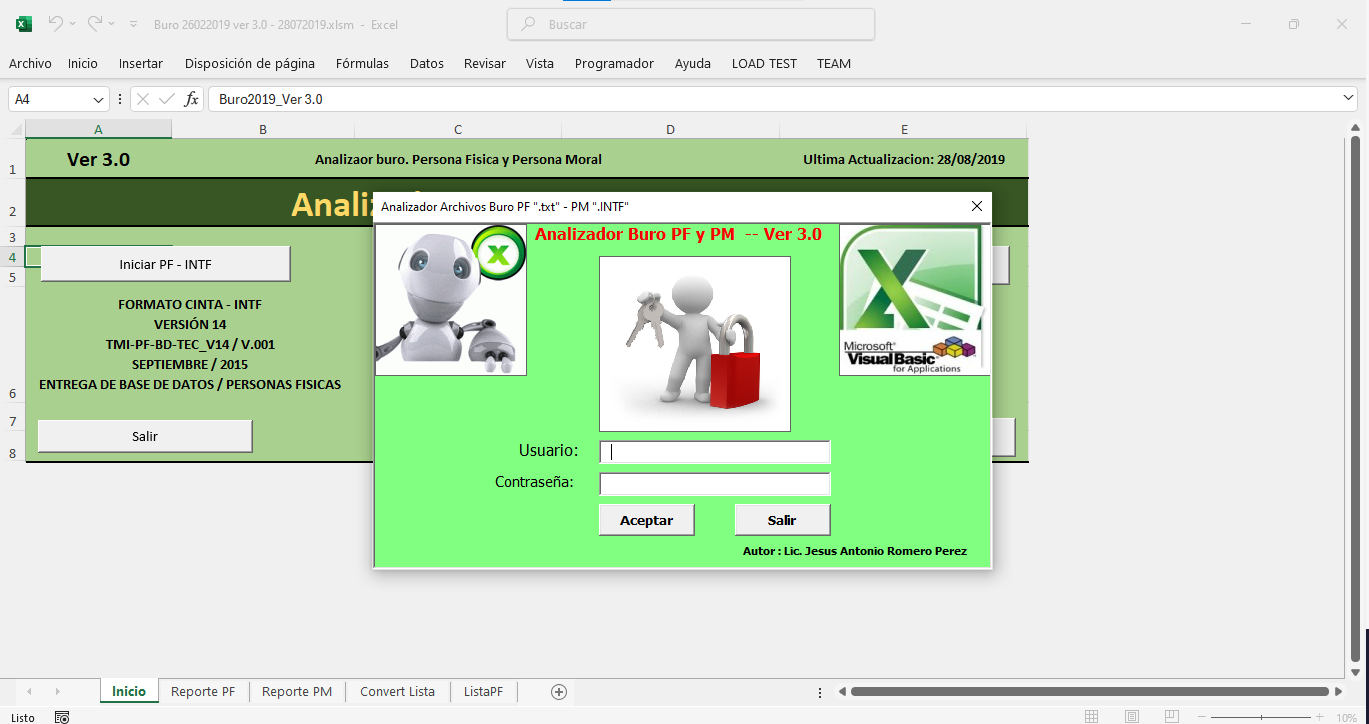 Buro 26022019 ver 3.0 - 28072019.xlsm - Excel
Buscar
Archivo Inicio Insertar Disposición de página Fórmulas Datos Revisar Vista Programador Ayuda LOAD TEST TEAM
A4 fx Buro2019_Ver 3.0
A B C D E
1 Ver 3.0 Analizaor buro. Persona Fisica y Persona Moral Ultima Actualizacion: 28/08/2019
2
Analizador Archivos Buro PF ".txt" - PM ".INTF"
Analizador Buro PF y PM -- Ver 3.0
3
4 Iniciar PF - INTF
5
FORMATO CINTA - INTF
VERSIÓN 14
TMI-PF-BD-TEC_V14 / V.001
SEPTIEMBRE / 2015
ENTREGA DE BASE DE DATOS / PERSONAS FISICAS
6
7
Salir
8
X
Microsoft
Visual Basic
for Applications
Usuario:
Contraseña:
Aceptar Salir
Autor : Lic. Jesus Antonio Romero Perez
Inicio Reporte PF Reporte PM Convert Lista ListaPF
Listo 10%